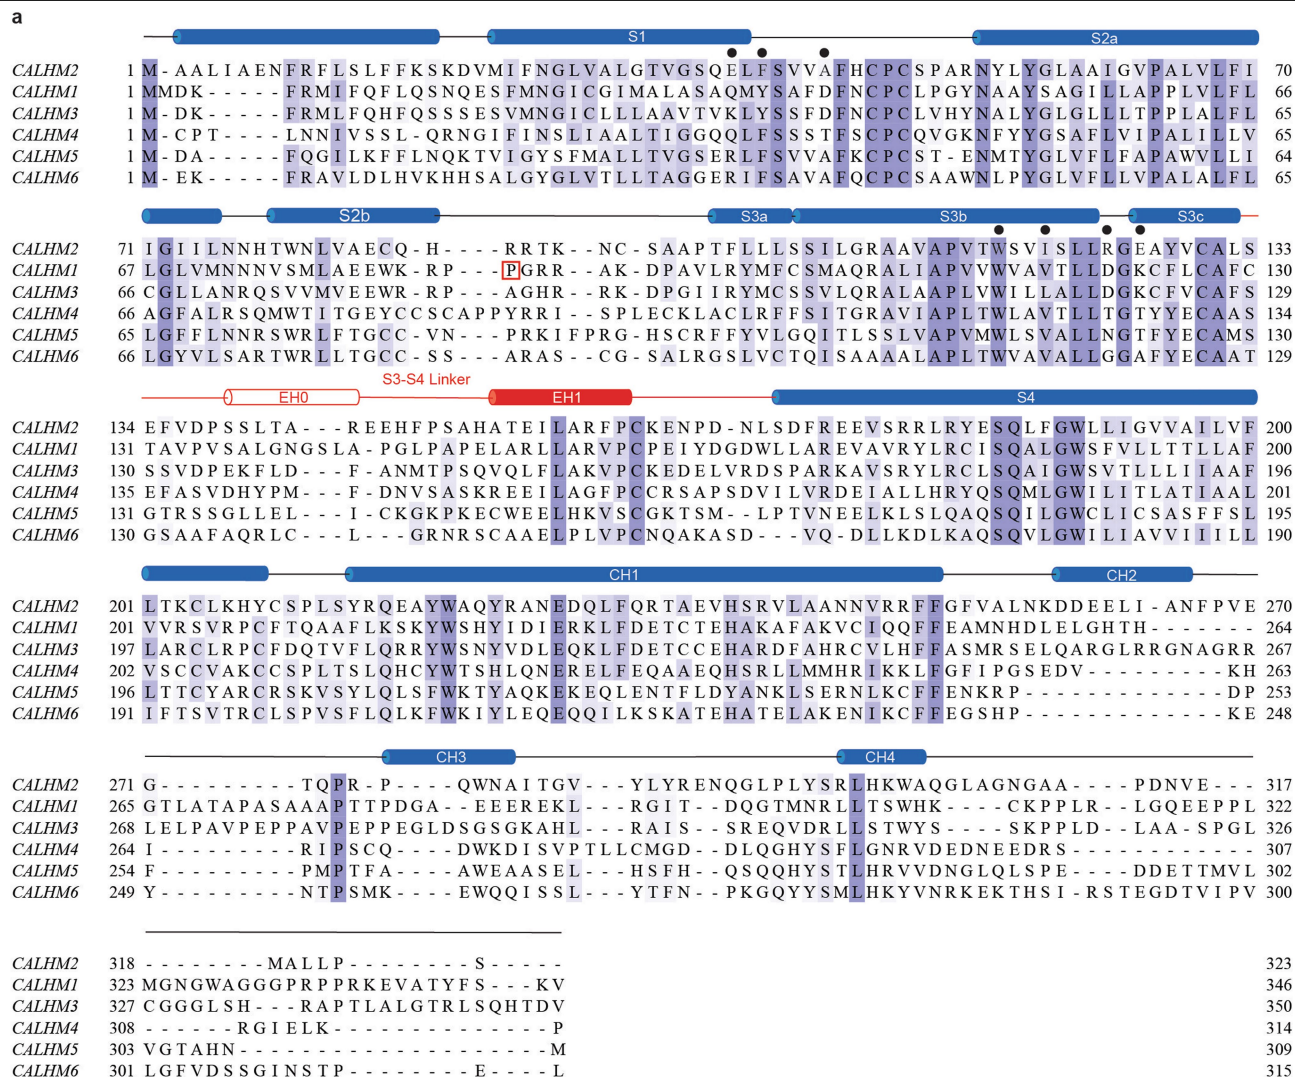 a
S1 S2a
CALHM2 1 M-AALIAENFRFLSLFFKSKDVMIFNGLVALGTVGSQELFSVVAFHCPCSPARNYLYGLAAIGVPALVLFI 70
CALHM1 1 MMDK-----FRMIFQFLQSNQESFMNGICGIMALASAQMYSAFDFNCPCLPGYNAAYSAGILLAPPLVLFL 66
CALHM3 1 M-DK-----FRMLFQHFQSSSESVMNGICLLLAAVTVKLYSSFDFNCPCLVHYNALYGLGLLLTPPLALFL 65
CALHM4 1 M-CPT----LNNIVSSL-QRNGIFINSLIAALTIGGQQLFSSSTFSCPCQVGKNFYYGSAFLVIPALILLV 65
CALHM5 1 M-DA-----FQGILKFFLNQKTVIGYSFMALLTVGSERLFSVVAFKCPCST-ENMTYGLVFLFAPAWVLLI 64
CALHM6 1 M-EK-----FRAVLDLHVKHHSALGYGLVTLLTAGGERIFSAVAFQCPCSAAWNLPYGLVFLLVPALALFL 65
S2b S3a S3b S3c
CALHM2 71 IGIILNNHTWNLVAECQ-H----RRTK--NC-SAAPTFLLLSSILGRAAVAPVTWSVISLLRGEAYVCALS 133
CALHM1 67 LGLVMNNNVSMLAEEWK-RP---PGRR--AK-DPAVLRYMFCSMAQRALIAPVVWVAVTLLDGKCFLCAFC 130
CALHM3 66 CGLLANRQSVVMVEEWR-RP---AGHR--RK-DPGIIRYMCSSVLQRALAAPLVWILLALLDGKCFVCAFS 129
CALHM4 66 AGFALRSQMWTITGEYCCSCAPPYRRI--SPLECKLACLRFFSITGRAVIAPLTWLAVTLLTGTYYECAAS 134
CALHM5 65 LGFFLNNRSWRLFTGCC-VN---PRKIFPRG-HSCRFFYVLGQITLSSLVAPVMWLSVALLNGTFYECAMS 130
CALHM6 66 LGYVLSARTWRLLTGCC-SS---ARAS--CG-SALRGSLVCTQISAAAALAPLTWVAVALLGGAFYECAAT 129
S3-S4 Linker
EH0 EH1 S4
CALHM2 134 EFVDPSSLTA---REEHFPSAHATEILARFPCKENPD-NLSDFREEVSRRLRYESQLFGWLLIGVVAILVF 200
CALHM1 131 TAVPVSALGNGSLA-PGLPAPELARLLARVPCPEIYDGDWLLAREVAVRYLRCISQALGWSFVLLTTLLAF 200
CALHM3 130 SSVDPEKFLD---F-ANMTPSQVQLFLAKVPCKEDELVRDSPARKAVSRYLRCLSQAIGWSVTLLLIIAAF 196
CALHM4 135 EFASVDHYPM---F-DNVSASKREEILAGFPCCRSAPSDVILVRDEIALLHRYQSQMLGWILITLATIAAL 201
CALHM5 131 GTRSSGLLEL---I-CKGKPKECWEELHKVSCGKTSM--LPTVNEELKLSLQAQSQILGWCLICSASFFSL 195
CALHM6 130 GSAAFAQRLC---L---GRNRSCAAELPLVPCNQAKASD---VQ-DLLKDLKAQSQVLGWILIAVVIIILL 190
CH1 CH2
CALHM2 201 LTKCLKHYCSPLSYRQEAYWAQYRANEDQLFQRTAEVHSRVLAANNVRRFFGFVALNKDDEELI-ANFPVE 270
CALHM1 201 VVRSVRPCFTQAAFLKSKYWSHYIDIERKLFDETCTEHAKAFAKVCIQQFFEAMNHDLELGHTH------- 264
CALHM3 197 LARCLRPCFDQTVFLQRRYWSNYVDLEQKLFDETCCEHARDFAHRCVLHFFASMRSELQARGLRRGNAGRR 267
CALHM4 202 VSCCVAKCCSPLTSLQHCYWTSHLQNERELFEQAAEQHSRLLMMHRIKKLFGFIPGSEDV---------KH 263
CALHM5 196 LTTCYARCRSKVSYLQLSFWKTYAQKEKEQLENTFLDYANKLSERNLKCFFENKRP-------------DP 253
CALHM6 191 IFTSVTRCLSPVSFLQLKFWKIYLEQEQQILKSKATEHATELAKENIKCFFEGSHP-------------KE 248
CH3 CH4
CALHM2 271 G---------TQPR-P----QWNAITGV---YLYRENQGLPLYSRLHKWAQGLAGNGAA----PDNVE--- 317
CALHM1 265 GTLATAPASAAAPTTPDGA--EEEREKL---RGIT--DQGTMNRLLTSWHK-----CKPPLR--LGQEEPPL 322
CALHM3 268 LELPAVPEPPAVPEPPEGLDSGSGKAHL---RAIS--SREQVDRLLSTWYS-----SKPPLD--LAA-SPGL 326
CALHM4 264 I---------RIPSCQ----DWKDISVPTLLCMGD--DLQGHYSFLGNRVDEDNEEDRS------------ 307
CALHM5 254 F---------PMPTFA----AWEAASEL---HSFH--QSQQHYSTLHRVVDNGLQLSPE----DDETTMVL 302
CALHM6 249 Y---------NTPSMK----EWQQISSL---YTFN--PKGQYYSMLHKYVNRKEKTHSI-RSTEGDTVIPV 300
CALHM2 318 --------MALLP--------S----- 323
CALHM1 323 MGNGWAGGGPRPPRKEVATYFS---KV 346
CALHM3 327 CGGGLSH---RAPTLALGTRLSQHTDV 350
CALHM4 308 ------RGIELK--------------P 314
CALHM5 303 VGTAHN--------------------M 309
CALHM6 301 LGFVDSSGINSTP--------E----L 315